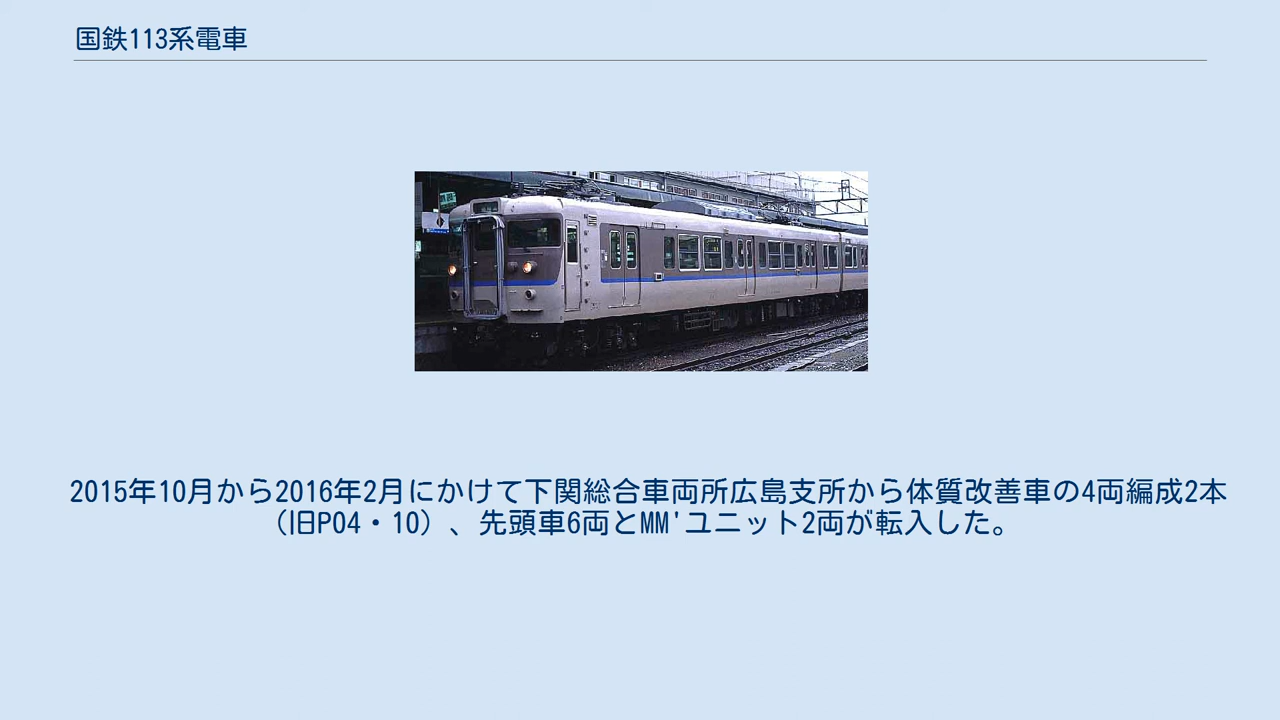 国鉄113系電車
2015年10月から2016年2月にかけて下関総合車両所広島支所から体質改善車の4両編成2本
（旧P04・10）、先頭車6両とMM'ユニット2両が転入した。